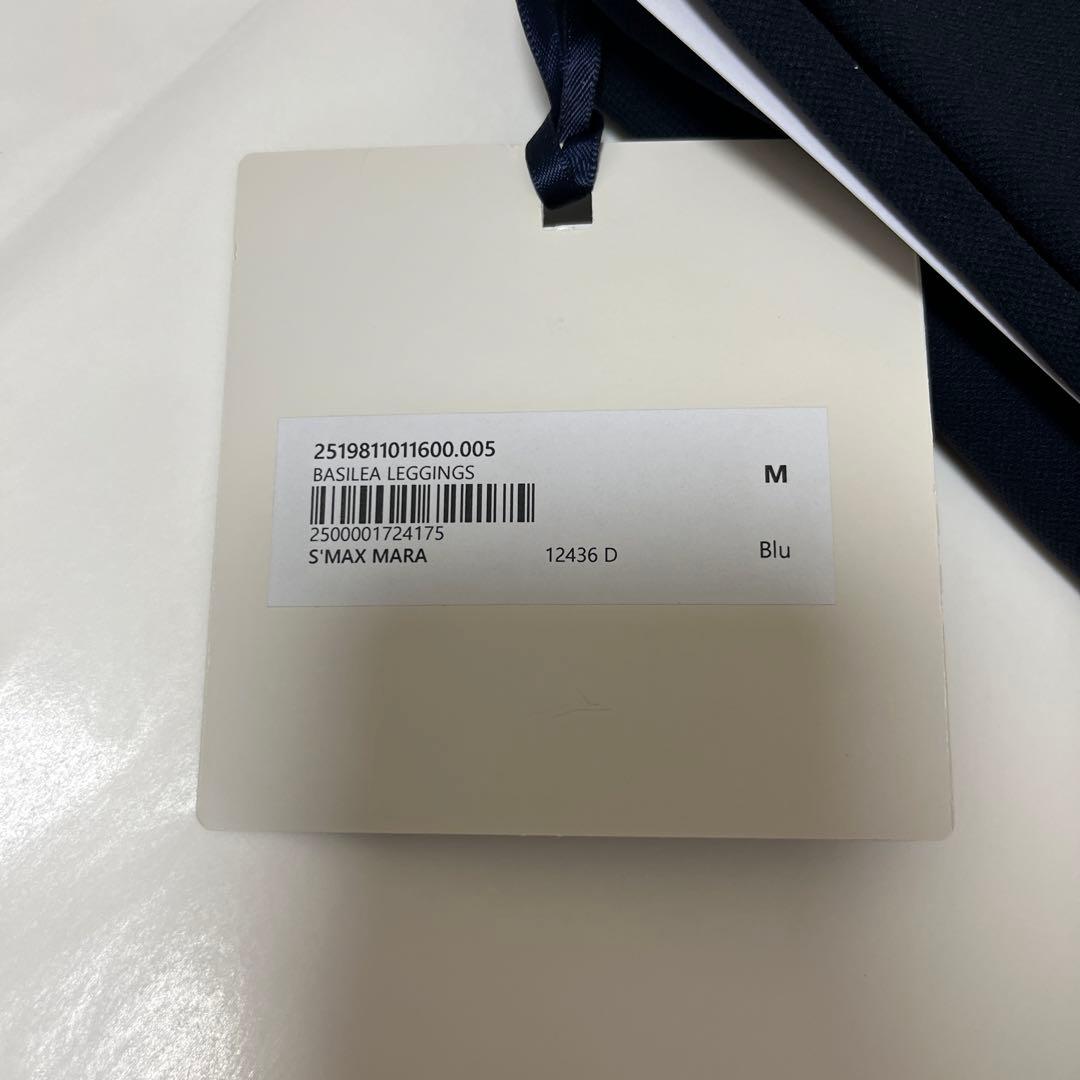 2519811011600.005
BASILEA LEGGINGS
M
2500001724175
S'MAX MARA 12436 D Blu